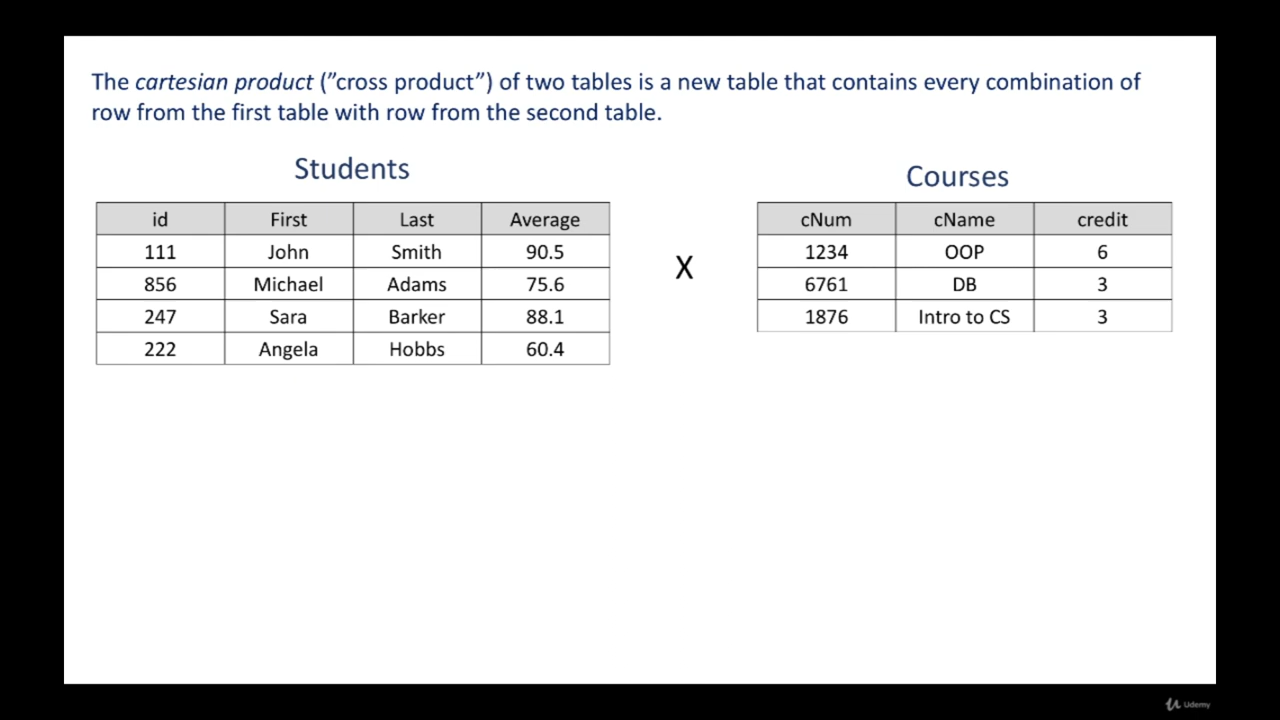 The cartesian product (”cross product”) of two tables is a new table that contains every combination of
row from the first table with row from the second table.
Students
id First Last Average
111 John Smith 90.5
856 Michael Adams 75.6
247 Sara Barker 88.1
222 Angela Hobbs 60.4
X
Courses
cNum cName credit
1234 OOP 6
6761 DB 3
1876 Intro to CS 3
Udemy